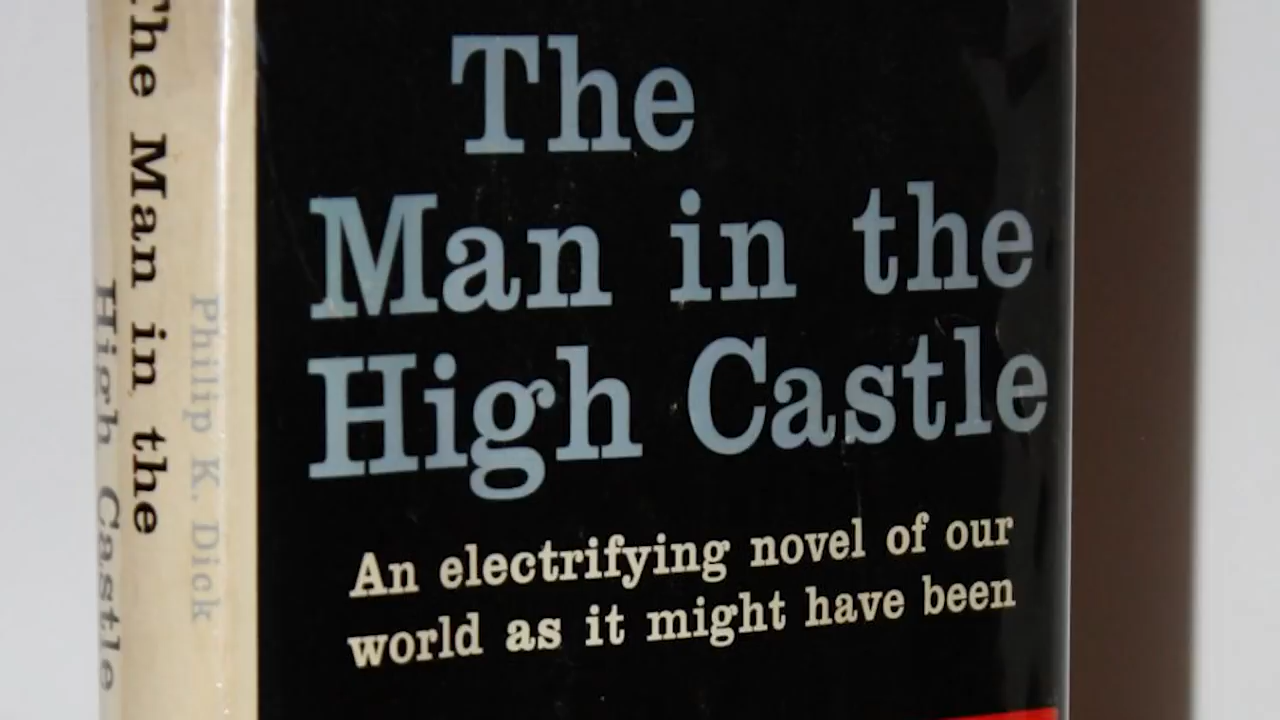 The Man in the
High Castle
Philip K. Dick
The
Man in the
High Castle
An electrifying novel of our
world as it might have been